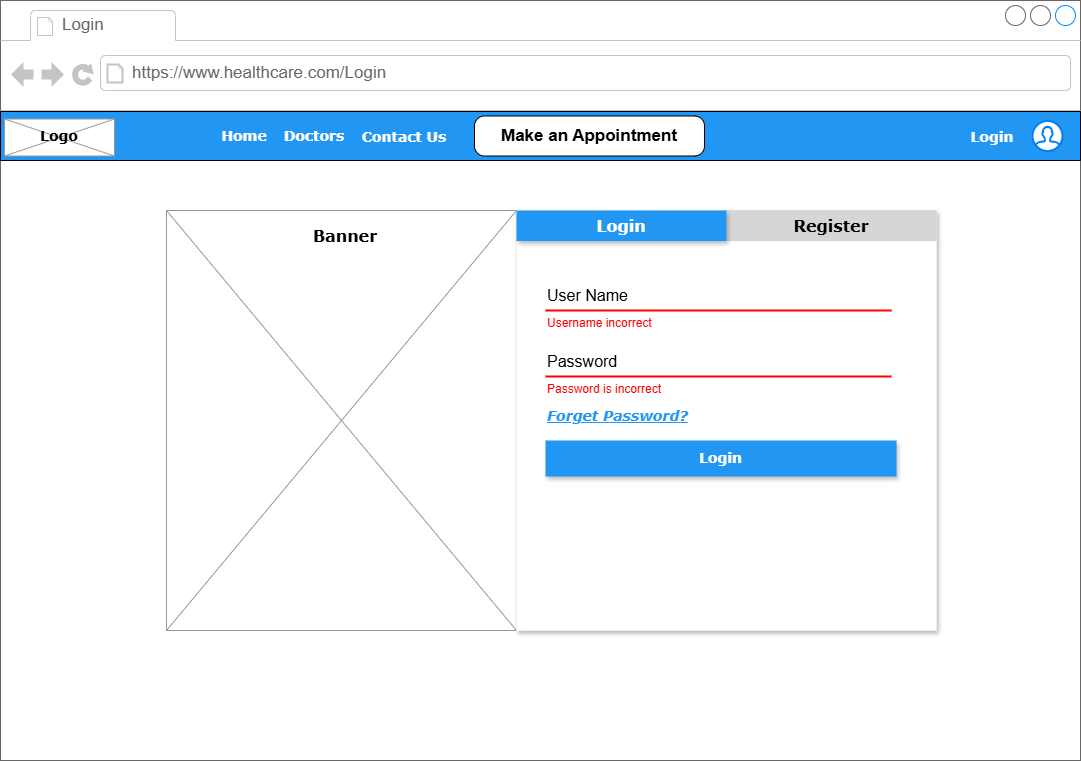 Login
https://www.healthcare.com/Login
Logo
Home
Doctors
Contact Us
Make an Appointment
Login
Banner
Login
Register
User Name
Username incorrect
Password
Password is incorrect
Forget Password?
Login